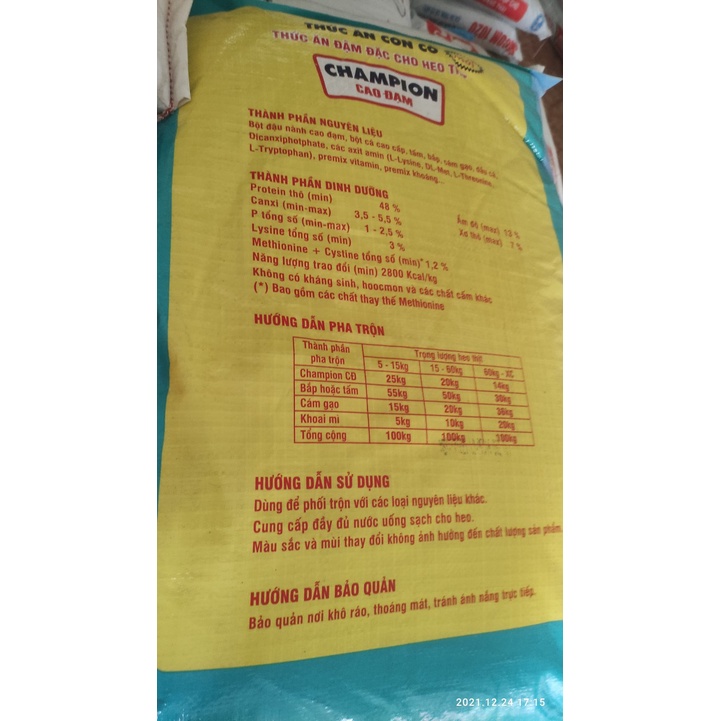 THỨC ĂN CON CÒ
THỨC ĂN ĐẬM ĐẶC CHO HEO
CHAMPION
CAO ĐẠM
THÀNH PHẦN NGUYÊN LIỆU
Bột đậu nành cao đạm, bột cá cao cấp, tấm, bắp, cám gạo, dầu cá,
Dicanxiphotphate, các axit amin (L-Lysine, DL-Met, L-Threonine,
L-Tryptophan), premix vitamin, premix khoáng...
THÀNH PHẦN DINH DƯỠNG
Protein thô (min) 48 % Ẩm độ (max) 13 %
Canxi (min-max) 3,5 - 5,5 % Xơ thô (max) 7 %
P tổng số (min-max) 1 - 2,5 %
Lysine tổng số (min) 3 %
Methionine + Cystine tổng số (min)* 1,2 %
Năng lượng trao đổi (min) 2800 Kcal/kg
Không có kháng sinh, hoocmon và các chất cấm khác
(*) Bao gồm các chất thay thế Methionine
HƯỚNG DẪN PHA TRỘN
Thành phần pha trộn Trọng lượng heo thịt
5 - 15kg 15 - 60kg 60kg - XC
Champion CĐ 25kg 20kg 14kg
Bắp hoặc tấm 55kg 50kg 30kg
Cám gạo 15kg 20kg 36kg
Khoai mì 5kg 10kg 20kg
Tổng cộng 100kg 100kg 100kg
HƯỚNG DẪN SỬ DỤNG
Dùng để phối trộn với các loại nguyên liệu khác.
Cung cấp đầy đủ nước uống sạch cho heo.
Màu sắc và mùi thay đổi không ảnh hưởng đến chất lượng sản phẩm.
HƯỚNG DẪN BẢO QUẢN
Bảo quản nơi khô ráo, thoáng mát, tránh ánh nắng trực tiếp.
2021.12.24 17:15